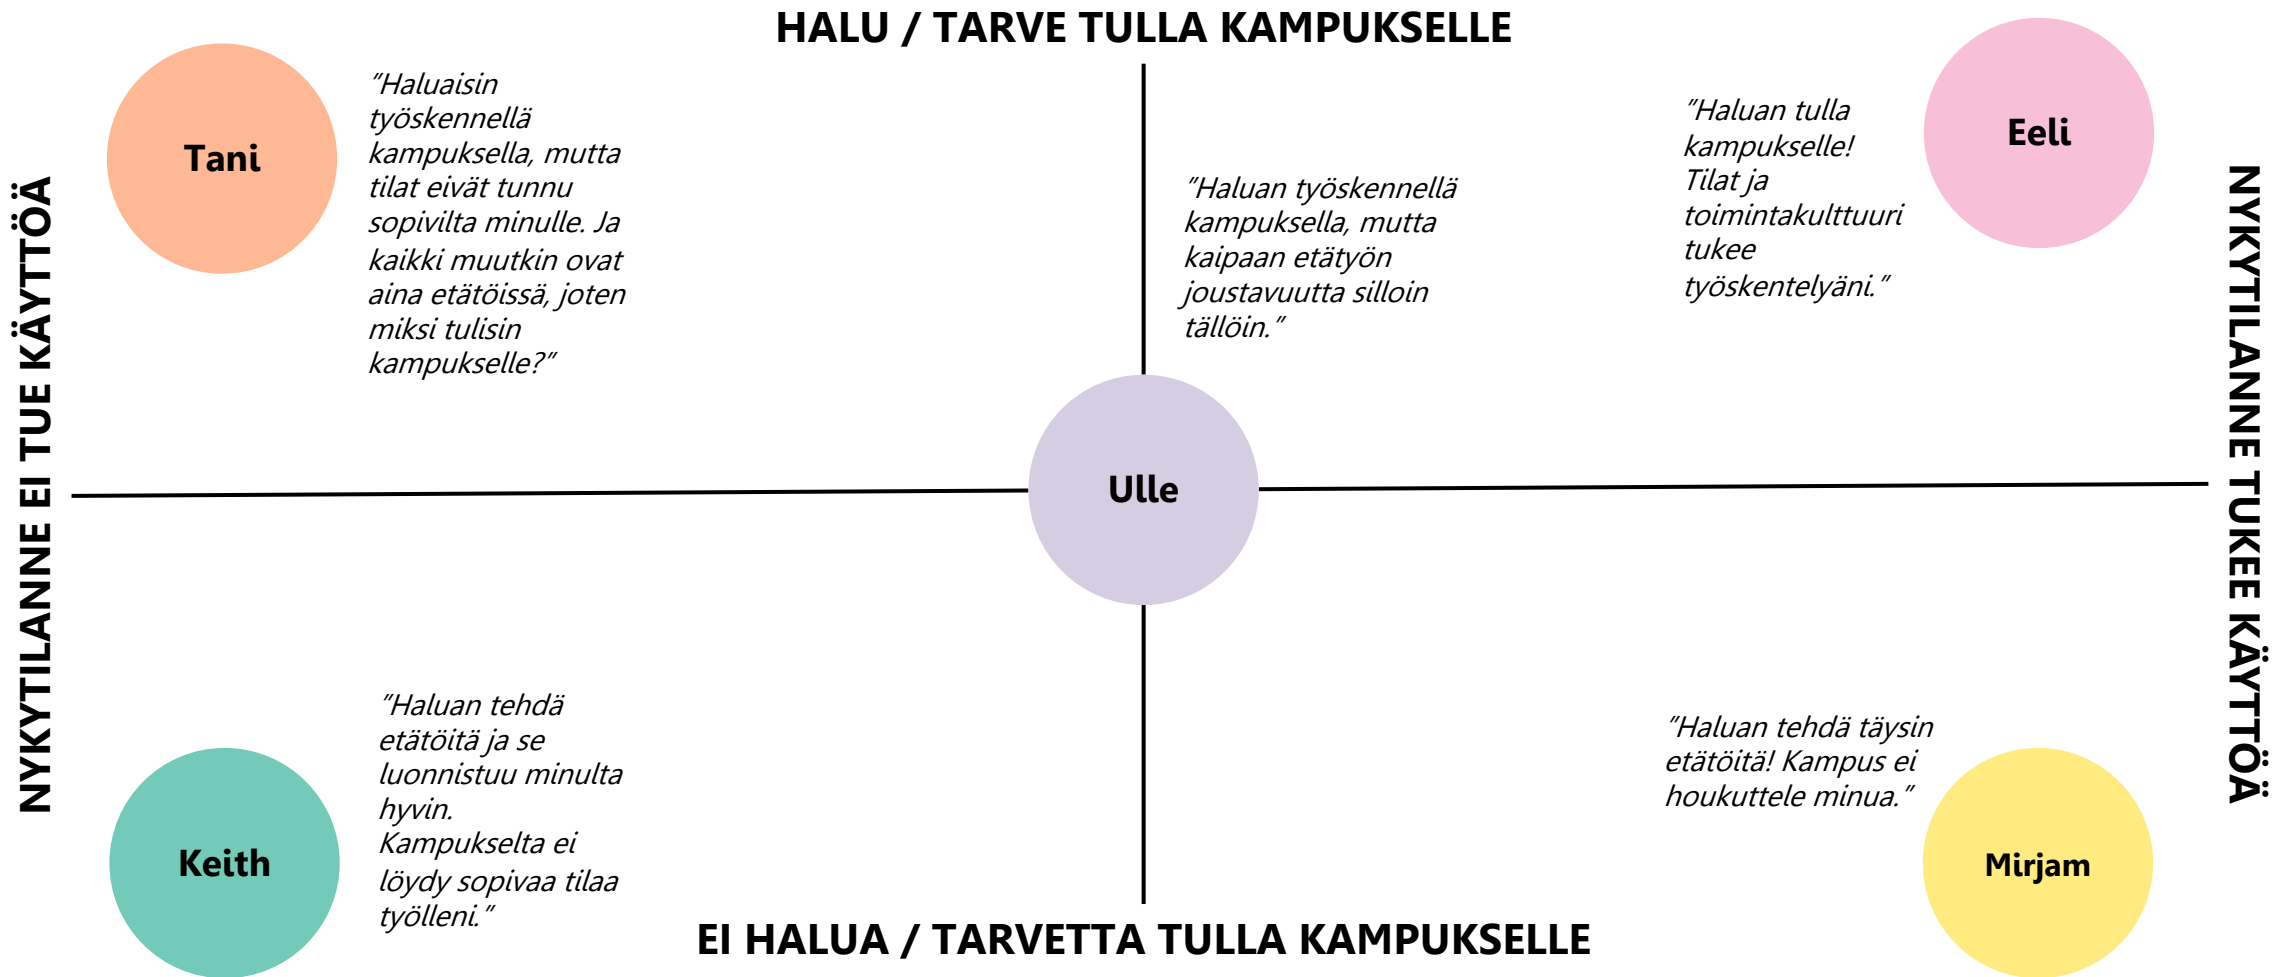 HALU / TARVE TULLA KAMPUKSELLE
NYKYTILANNE EI TUE KÄYTTÖÄ
Tani
"Haluaisin
työskennellä
kampuksella, mutta
tilat eivät tunnu
sopivilta minulle. Ja
kaikki muutkin ovat
aina etätöissä, joten
miksi tulisin
kampukselle?"
"Haluan työskennellä
kampuksella, mutta
kaipaan etätyön
joustavuutta silloin
tällöin."
Ulle
"Haluan tulla
kampukselle!
Tilat ja
toimintakulttuuri
tukee
työskentelyäni."
Eeli
NYKYTILANNE TUKEE KÄYTTÖÄ
Keith
"Haluan tehdä
etätöitä ja se
luonnistuu minulta
hyvin.
Kampukselta ei
löydy sopivaa tilaa
työlleni."
"Haluan tehdä täysin
etätöitä! Kampus ei
houkuttele minua."
Mirjam
EI HALUA / TARVETTA TULLA KAMPUKSELLE